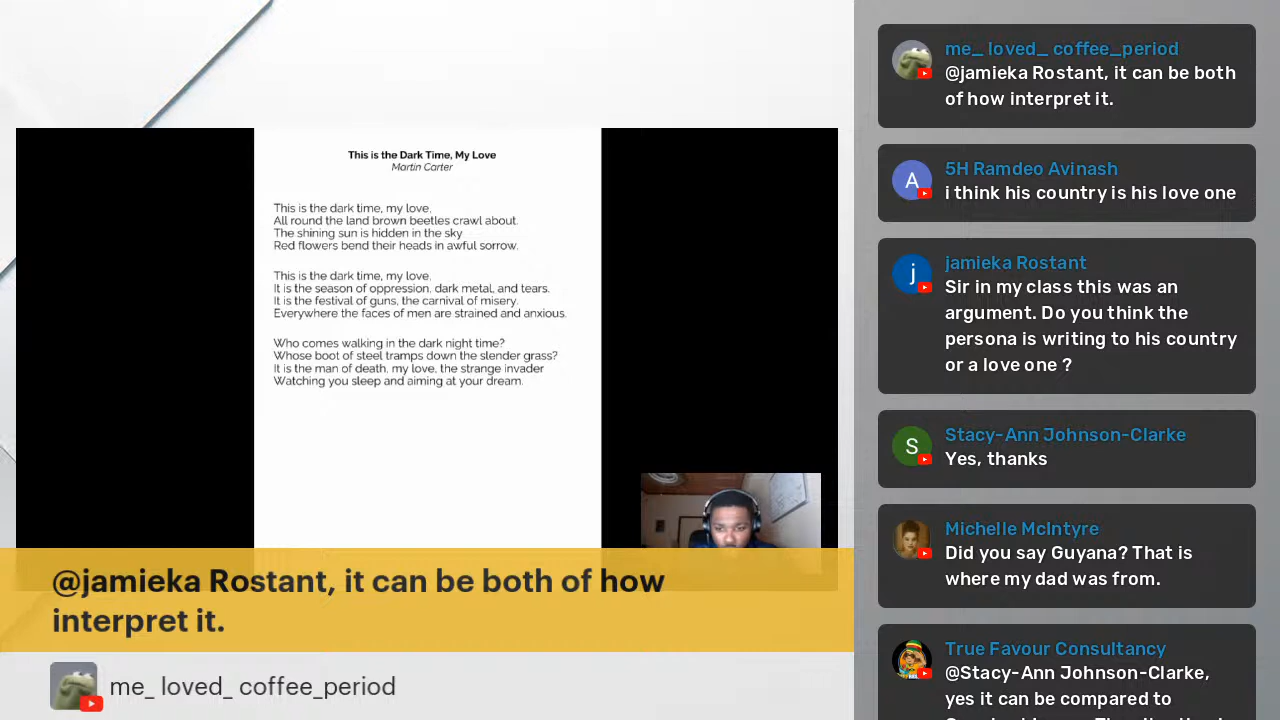 This is the Dark Time, My Love
Martin Carter
This is the dark time, my love,
All round the land brown beetles crawl about.
The shining sun is hidden in the sky
Red flowers bend their heads in awful sorrow.
This is the dark time, my love,
It is the season of oppression, dark metal, and tears.
It is the festival of guns, the carnival of misery.
Everywhere the faces of men are strained and anxious.
Who comes walking in the dark night time?
Whose boot of steel tramps down the slender grass?
It is the man of death, my love, the strange invader
Watching you sleep and aiming at your dream.
@jamieka Rostant, it can be both of how
interpret it.
me_ loved_ coffee_period
me_ loved_ coffee_period
@jamieka Rostant, it can be both
of how interpret it.
A
5H Ramdeo Avinash
i think his country is his love one
j
jamieka Rostant
Sir in my class this was an
argument. Do you think the
persona is writing to his country
or a love one ?
S
Stacy-Ann Johnson-Clarke
Yes, thanks
Michelle McIntyre
Did you say Guyana? That is
where my dad was from.
True Favour Consultancy
@Stacy-Ann Johnson-Clarke,
yes it can be compared to